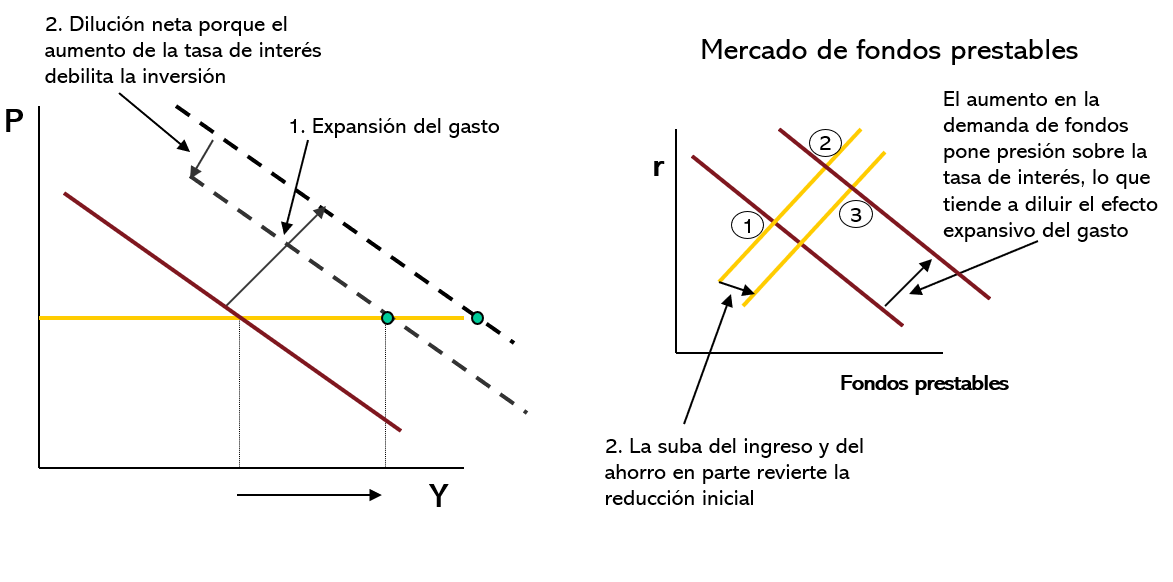 2. Dilución neta porque el
aumento de la tasa de interés
debilita la inversión
P
1. Expansión del gasto
Y
Mercado de fondos prestables
r
El aumento en la
demanda de fondos
pone presión sobre la
tasa de interés, lo que
tiende a diluir el efecto
expansivo del gasto
2
1
3
Fondos prestables
2. La suba del ingreso y del
ahorro en parte revierte la
reducción inicial